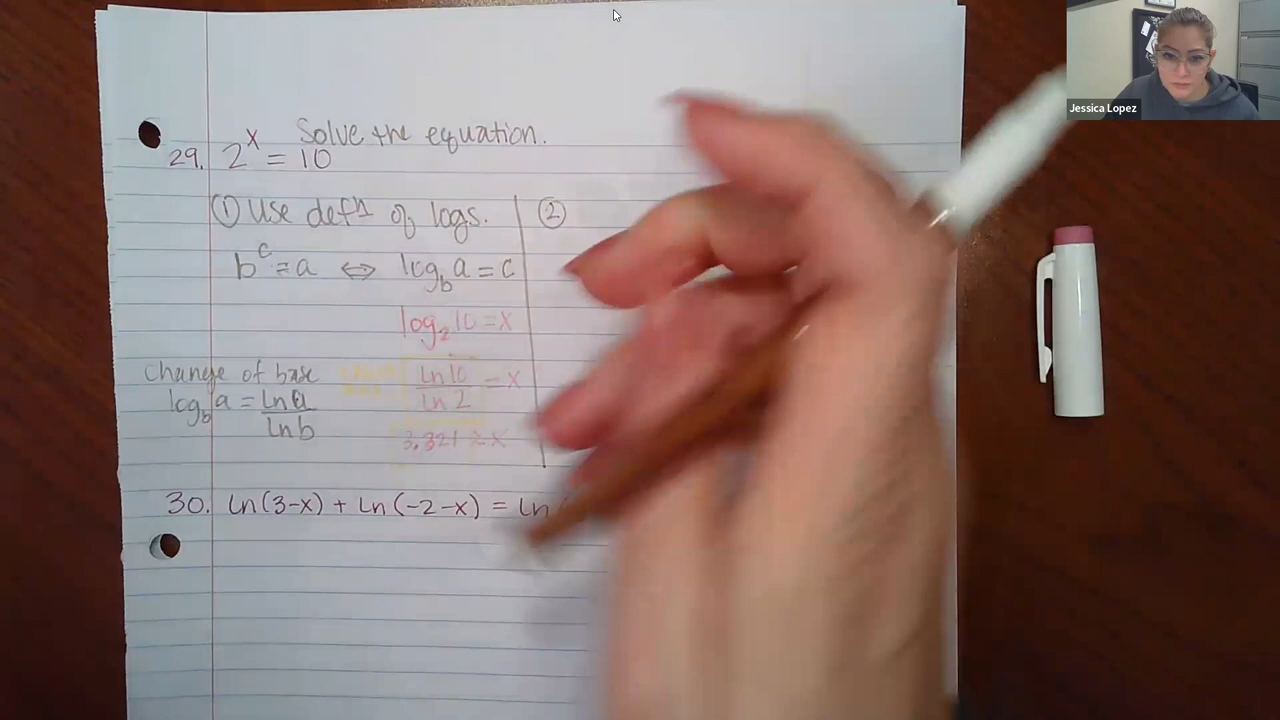 Solve the equation.
29. 2^x = 10
① Use def'n of logs.
②
b^c = a ⇔ log_b a = c
log_2 10 = x
Change of base
log_b a = ln a / ln b
ln 10 / ln 2 = x
3.321 ≈ x
30. ln(3-x) + ln(-2-x) = ln
Jessica Lopez